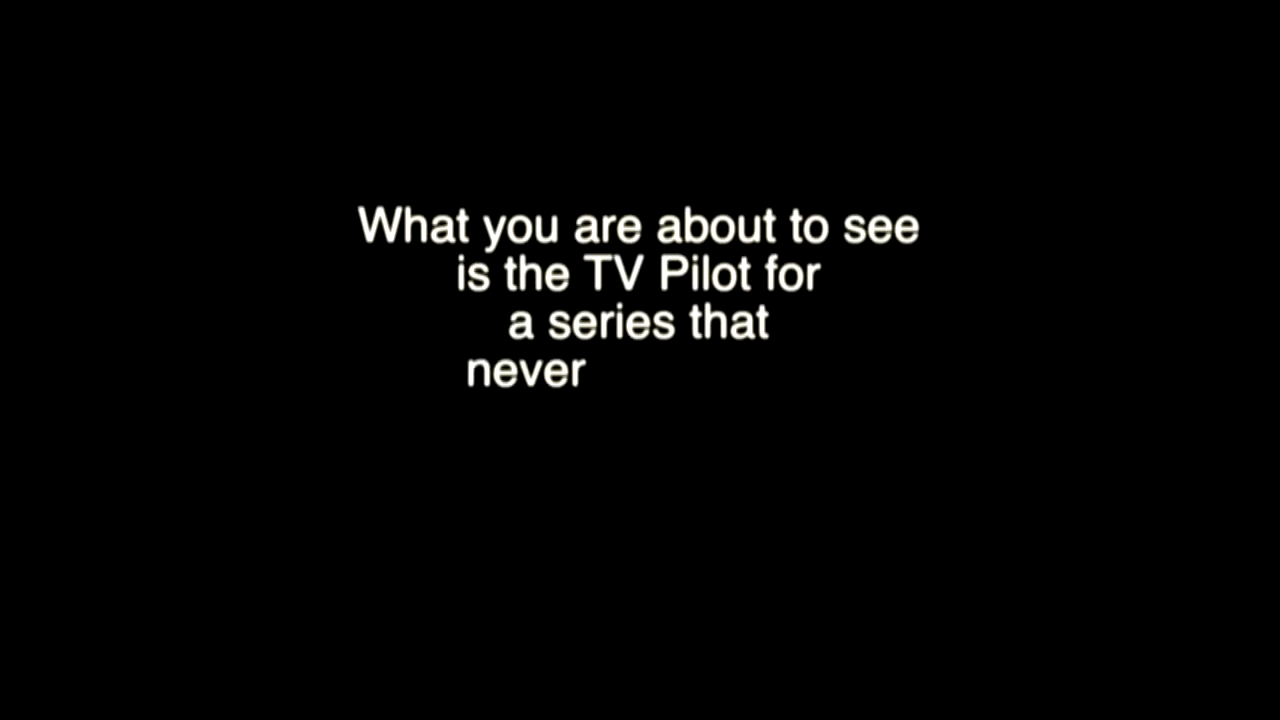 What you are about to see
is the TV Pilot for
a series that
never